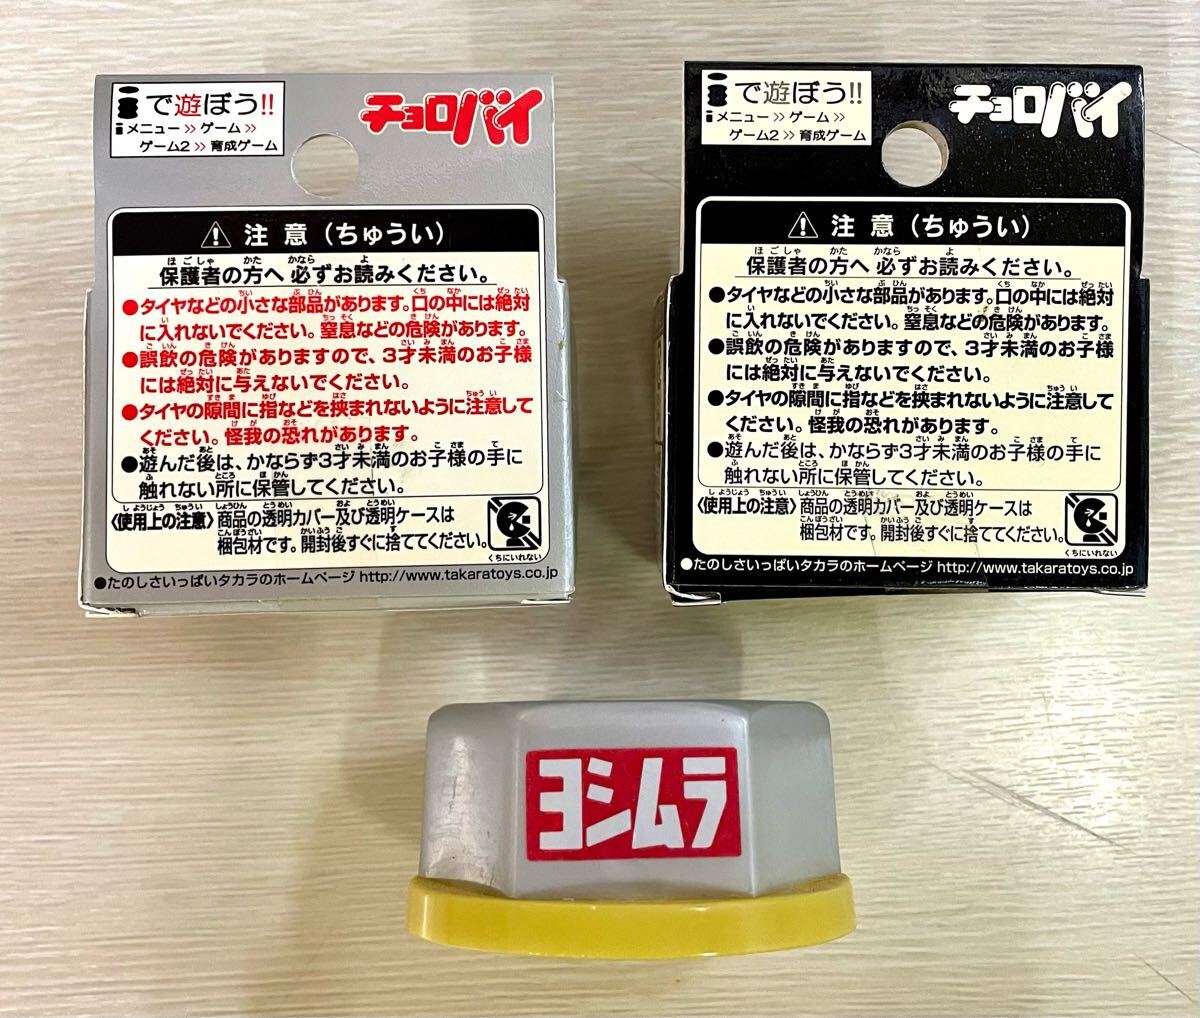 で遊ぼう!!
iメニュー≫ゲーム≫
ゲーム2≫育成ゲーム
チョロバイ
注意（ちゅうい）
保護者の方へ必ずお読みください。
●タイヤなどの小さな部品があります。口の中には絶対
に入れないでください。窒息などの危険があります。
●誤飲の危険がありますので、3才未満のお子様
には絶対に与えないでください。
●タイヤの隙間に指などを挟まれないように注意して
ください。怪我の恐れがあります。
●遊んだ後は、かならず3才未満のお子様の手に
触れない所に保管してください。
〈使用上の注意〉商品の透明カバー及び透明ケースは
梱包材です。開封後すぐに捨ててください。
くちにいれない
●たのしさいっぱいタカラのホームページ http://www.takaratoys.co.jp
で遊ぼう!!
iメニュー≫ゲーム≫
ゲーム2≫育成ゲーム
チョロバイ
注意（ちゅうい）
保護者の方へ必ずお読みください。
●タイヤなどの小さな部品があります。口の中には絶対
に入れないでください。窒息などの危険があります。
●誤飲の危険がありますので、3才未満のお子様
には絶対に与えないでください。
●タイヤの隙間に指などを挟まれないように注意して
ください。怪我の恐れがあります。
●遊んだ後は、かならず3才未満のお子様の手に
触れない所に保管してください。
〈使用上の注意〉商品の透明カバー及び透明ケースは
梱包材です。開封後すぐに捨ててください。
くちにいれない
●たのしさいっぱいタカラのホームページ http://www.takaratoys.co.jp
ヨシムラ